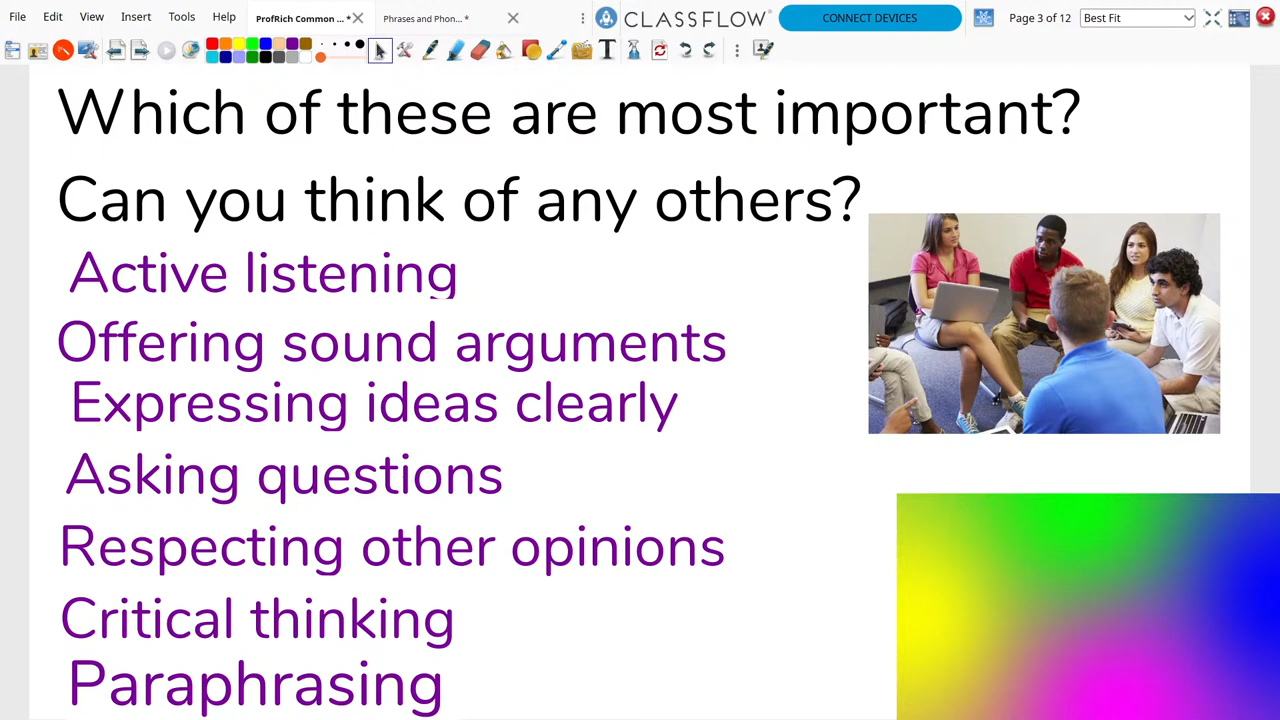 File Edit View Insert Tools Help ProfRich Common ... * Phrases and Phon... * CLASSFLOW CONNECT DEVICES Page 3 of 12 Best Fit
Which of these are most important?
Can you think of any others?
Active listening
Offering sound arguments
Expressing ideas clearly
Asking questions
Respecting other opinions
Critical thinking
Paraphrasing